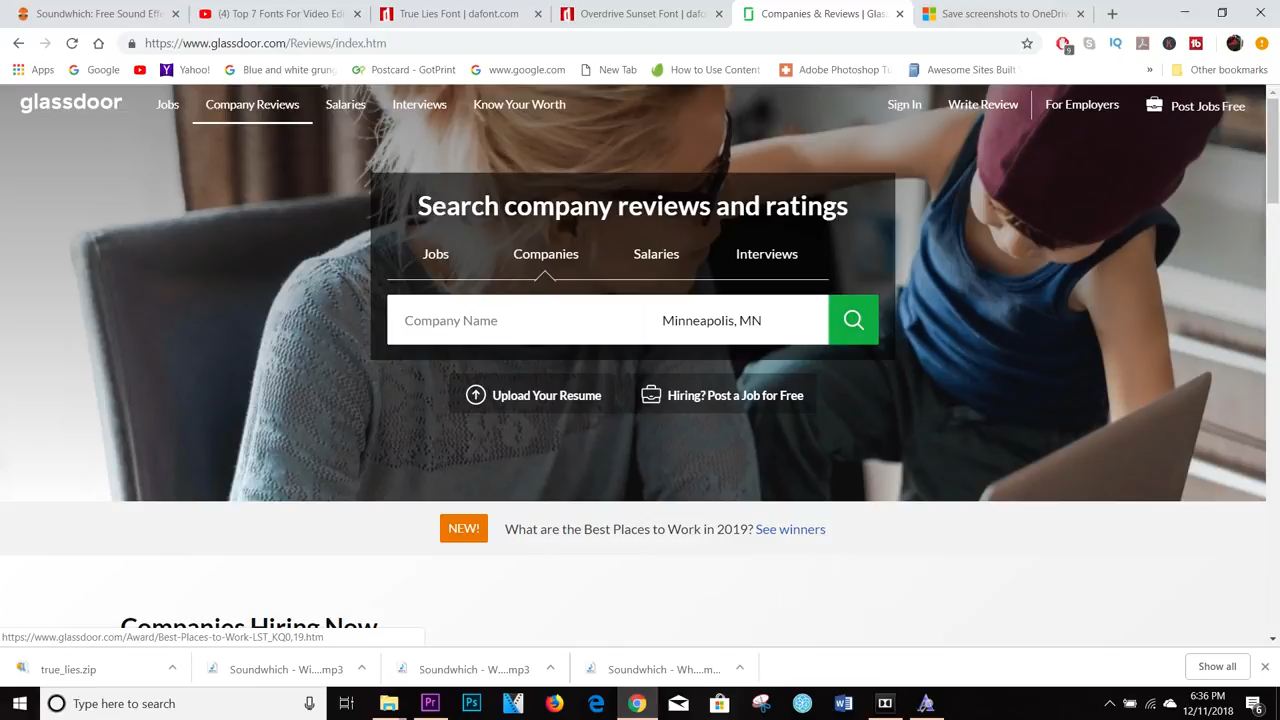 Soundwhich: Free Sound Effe
(4) Top 7 Fonts For Video Edi
True Lies Font | dafont.com
Overdrive Sunset Font | dafon
Companies & Reviews | Glas
Save screenshots to OneDriv
https://www.glassdoor.com/Reviews/index.htm
9
Apps
Google
Yahoo!
Blue and white grung
Postcard - GotPrint
www.google.com
New Tab
How to Use Content
Adobe Photoshop Tu
Awesome Sites Built
»
Other bookmarks
glassdoor
Jobs
Company Reviews
Salaries
Interviews
Know Your Worth
Sign In
Write Review
For Employers
Post Jobs Free
Search company reviews and ratings
Jobs
Companies
Salaries
Interviews
Company Name
Minneapolis, MN
Upload Your Resume
Hiring? Post a Job for Free
NEW!
What are the Best Places to Work in 2019? See winners
Companies Hiring Now
https://www.glassdoor.com/Award/Best-Places-to-Work-LST_KQ0,19.htm
true_lies.zip
Soundwhich - Wi....mp3
Soundwhich - W....mp3
Soundwhich - Wh....m...
Show all
Type here to search
Pr
Ps
6:36 PM
12/11/2018
6